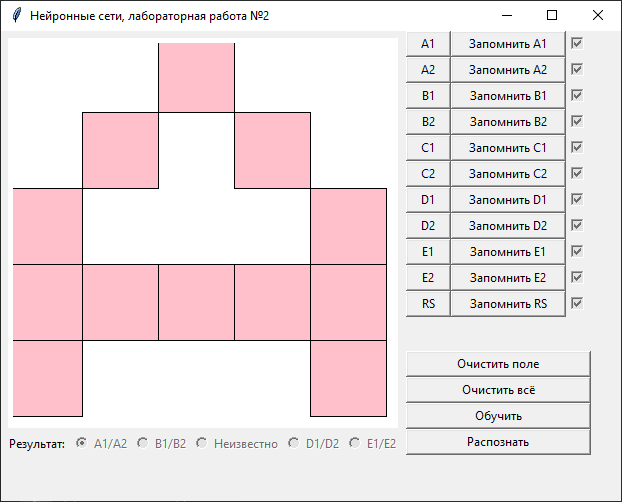 Нейронные сети, лабораторная работа №2
A1 Запомнить A1
A2 Запомнить A2
B1 Запомнить B1
B2 Запомнить B2
C1 Запомнить C1
C2 Запомнить C2
D1 Запомнить D1
D2 Запомнить D2
E1 Запомнить E1
E2 Запомнить E2
RS Запомнить RS
Очистить поле
Очистить всё
Обучить
Распознать
Результат: A1/A2 B1/B2 Неизвестно D1/D2 E1/E2